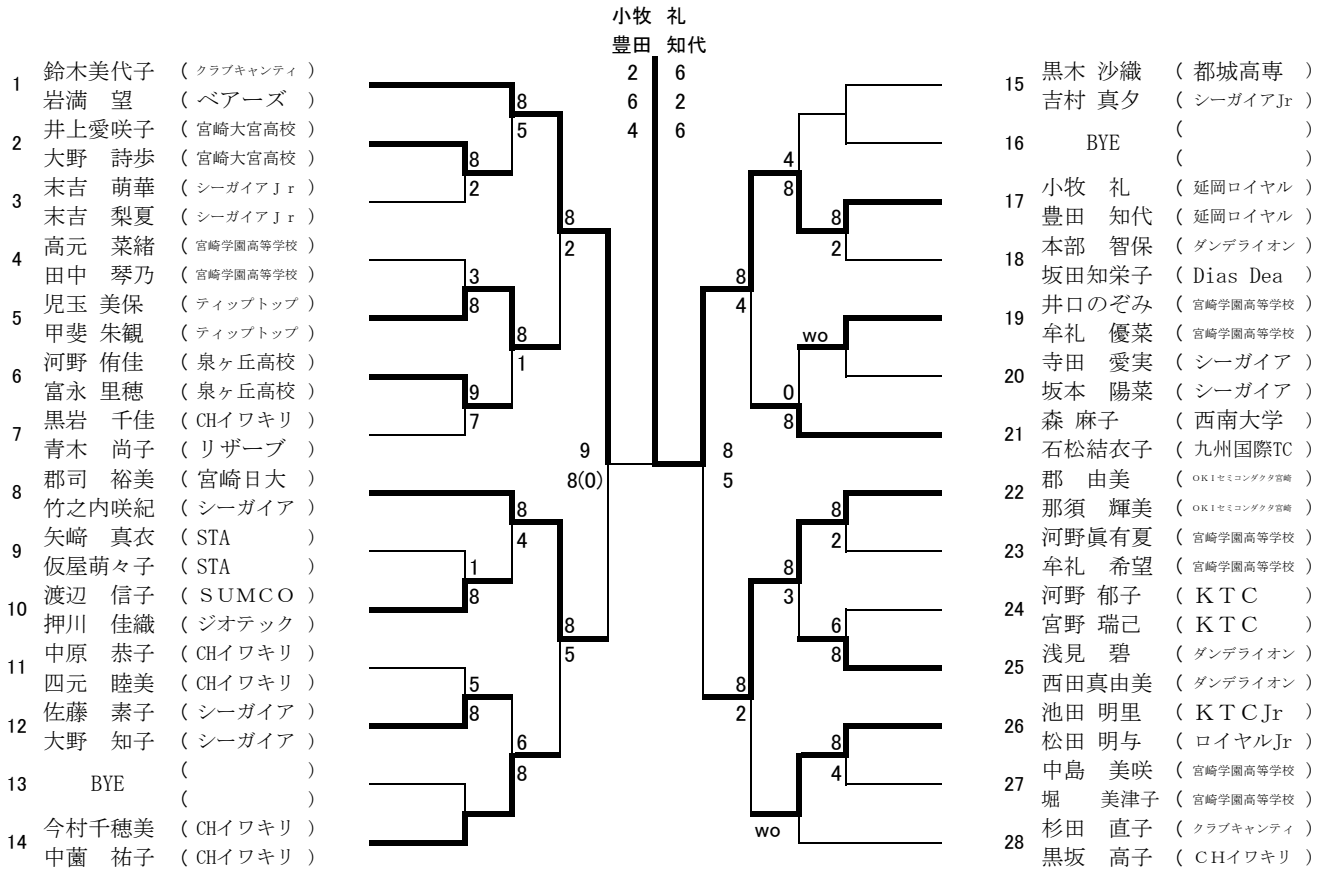 小牧 礼
豊田 知代
2 6
6 2
4 6
1 鈴木美代子 ( クラブキャンティ )
岩満 望 ( ベアーズ )
2 井上愛咲子 ( 宮崎大宮高校 )
大野 詩歩 ( 宮崎大宮高校 )
3 末吉 萌華 ( シーガイアＪｒ )
末吉 梨夏 ( シーガイアＪｒ )
4 高元 菜緒 ( 宮崎学園高等学校 )
田中 琴乃 ( 宮崎学園高等学校 )
5 児玉 美保 ( ティップトップ )
甲斐 朱観 ( ティップトップ )
6 河野 侑佳 ( 泉ヶ丘高校 )
富永 里穂 ( 泉ヶ丘高校 )
7 黒岩 千佳 ( CHイワキリ )
青木 尚子 ( リザーブ )
8 郡司 裕美 ( 宮崎日大 )
竹之内咲紀 ( シーガイア )
9 矢﨑 真衣 ( STA )
仮屋萌々子 ( STA )
10 渡辺 信子 ( ＳＵＭＣＯ )
押川 佳織 ( ジオテック )
11 中原 恭子 ( CHイワキリ )
四元 睦美 ( CHイワキリ )
12 佐藤 素子 ( シーガイア )
大野 知子 ( シーガイア )
13 BYE ( )
( )
14 今村千穂美 ( CHイワキリ )
中薗 祐子 ( CHイワキリ )
8
5
8
2
8
2
3
8
8
1
9
7
9
8(0)
8
4
1
8
8
5
5
8
6
8
15 黒木 沙織 ( 都城高専 )
吉村 真夕 ( シーガイアJr )
16 BYE ( )
( )
17 小牧 礼 ( 延岡ロイヤル )
豊田 知代 ( 延岡ロイヤル )
18 本部 智保 ( ダンデライオン )
坂田知栄子 ( Dias Dea )
19 井口のぞみ ( 宮崎学園高等学校 )
牟礼 優菜 ( 宮崎学園高等学校 )
20 寺田 愛実 ( シーガイア )
坂本 陽菜 ( シーガイア )
21 森 麻子 ( 西南大学 )
石松結衣子 ( 九州国際TC )
22 郡 由美 ( OKIセミコンダクタ宮崎 )
那須 輝美 ( OKIセミコンダクタ宮崎 )
23 河野眞有夏 ( 宮崎学園高等学校 )
牟礼 希望 ( 宮崎学園高等学校 )
24 河野 郁子 ( ＫＴＣ )
宮野 瑞己 ( ＫＴＣ )
25 浅見 碧 ( ダンデライオン )
西田真由美 ( ダンデライオン )
26 池田 明里 ( ＫＴＣJr )
松田 明与 ( ロイヤルJr )
27 中島 美咲 ( 宮崎学園高等学校 )
堀 美津子 ( 宮崎学園高等学校 )
28 杉田 直子 ( クラブキャンティ )
黒坂 高子 ( ＣＨイワキリ )
4
8
8
2
8
4
wo
0
8
8
5
8
2
8
3
6
8
8
2
8
4
wo